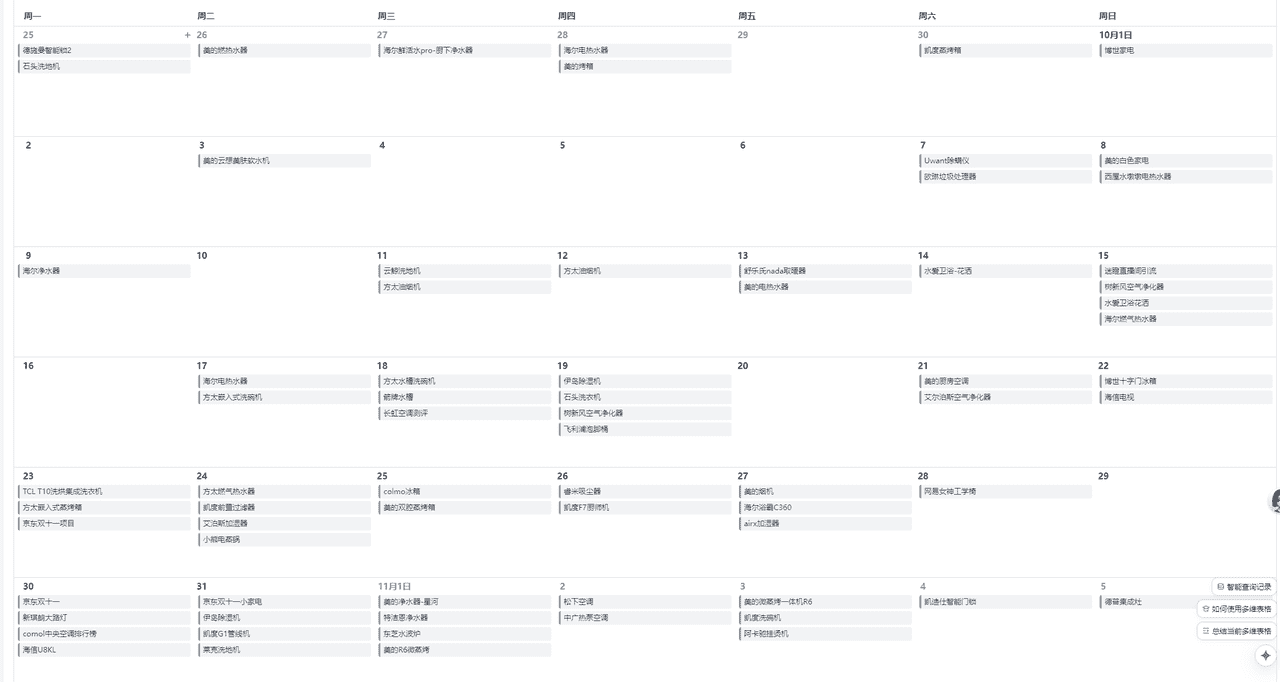 周一 周二 周三 周四 周五 周六 周日
25 + 26 27 28 29 30 10月1日
德施曼智能锁2 美的燃热水器 海尔鲜活水pro-厨下净水器 海尔电热水器 凯度蒸烤箱 博世家电
石头洗地机 美的烤箱
2 3 4 5 6 7 8
美的云想美肤软水机 Uwant除螨仪 美的白色家电
欧琳垃圾处理器 西屋水墩墩电热水器
9 10 11 12 13 14 15
海尔净水器 云鲸洗地机 方太油烟机 舒乐氏nada取暖器 水爱卫浴-花洒 迷瞪直播间引流
方太油烟机 美的电热水器 树新风空气净化器
水爱卫浴花洒
海尔燃气热水器
16 17 18 19 20 21 22
海尔电热水器 方太水槽洗碗机 伊岛除湿机 美的厨房空调 博世十字门冰箱
方太嵌入式洗碗机 箭牌水槽 石头洗衣机 艾尔泊斯空气净化器 海信电视
长虹空调测评 树新风空气净化器
飞利浦泡脚桶
23 24 25 26 27 28 29
TCL T10洗烘集成洗衣机 方太燃气热水器 colmo冰箱 睿米吸尘器 美的烟机 网易女神工学椅
方太嵌入式蒸烤箱 凯度前置过滤器 美的双腔蒸烤箱 凯度F7厨师机 海尔浴霸C360
京东双十一项目 艾泊斯加湿器 airx加湿器
小熊电蒸锅
30 31 11月1日 2 3 4 5
京东双十一 京东双十一小家电 美的净水器-星河 松下空调 美的微蒸烤一体机R6 凯迪仕智能门锁 德普集成灶
新琪朗大路灯 伊岛除湿机 特洁恩净水器 中广热泵空调 凯度洗碗机
comol中央空调排行榜 凯度G1管线机 东芝水波炉 阿卡驰挂烫机
海信U8KL 莱克洗地机 美的R6微蒸烤
智能查询记录
如何使用多维表格
总结当前多维表格